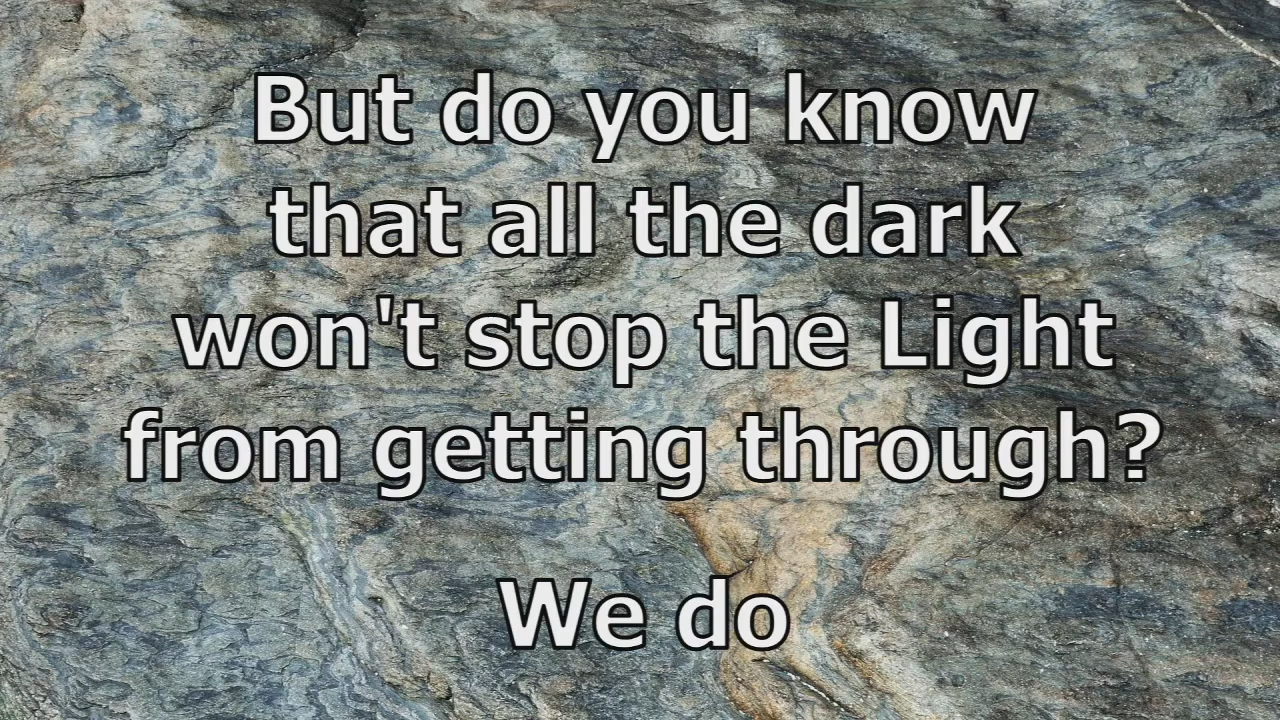 But do you know
that all the dark
won't stop the Light
from getting through?
We do